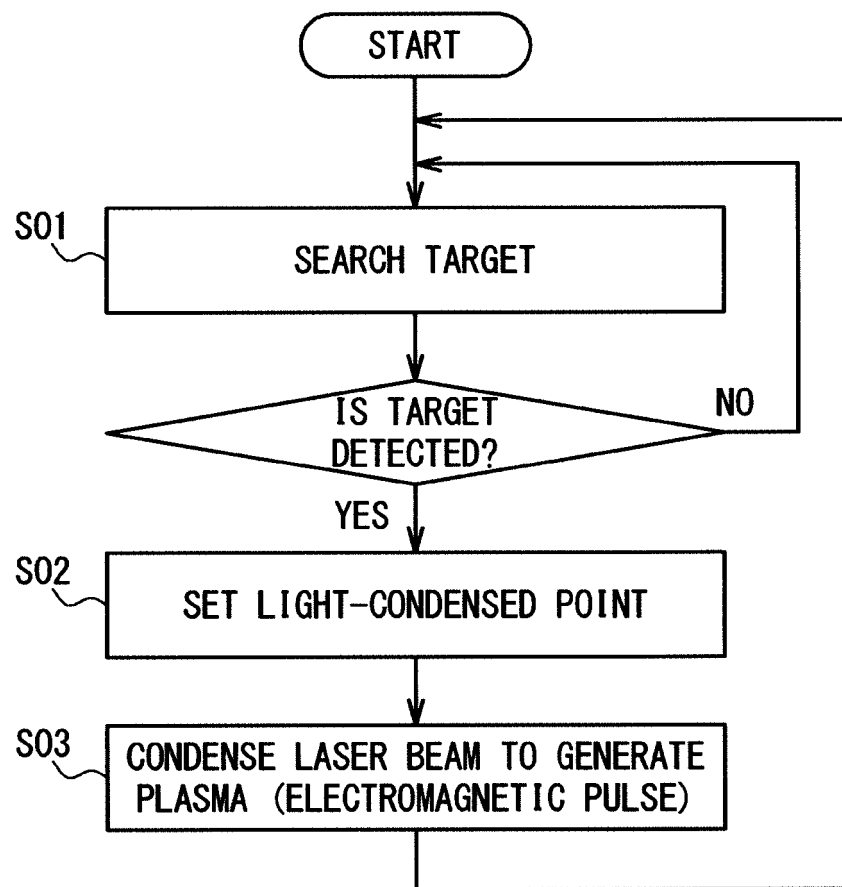 START
S01
SEARCH TARGET
IS TARGET
DETECTED?
NO
YES
S02
SET LIGHT-CONDENSED POINT
S03
CONDENSE LASER BEAM TO GENERATE
PLASMA (ELECTROMAGNETIC PULSE)